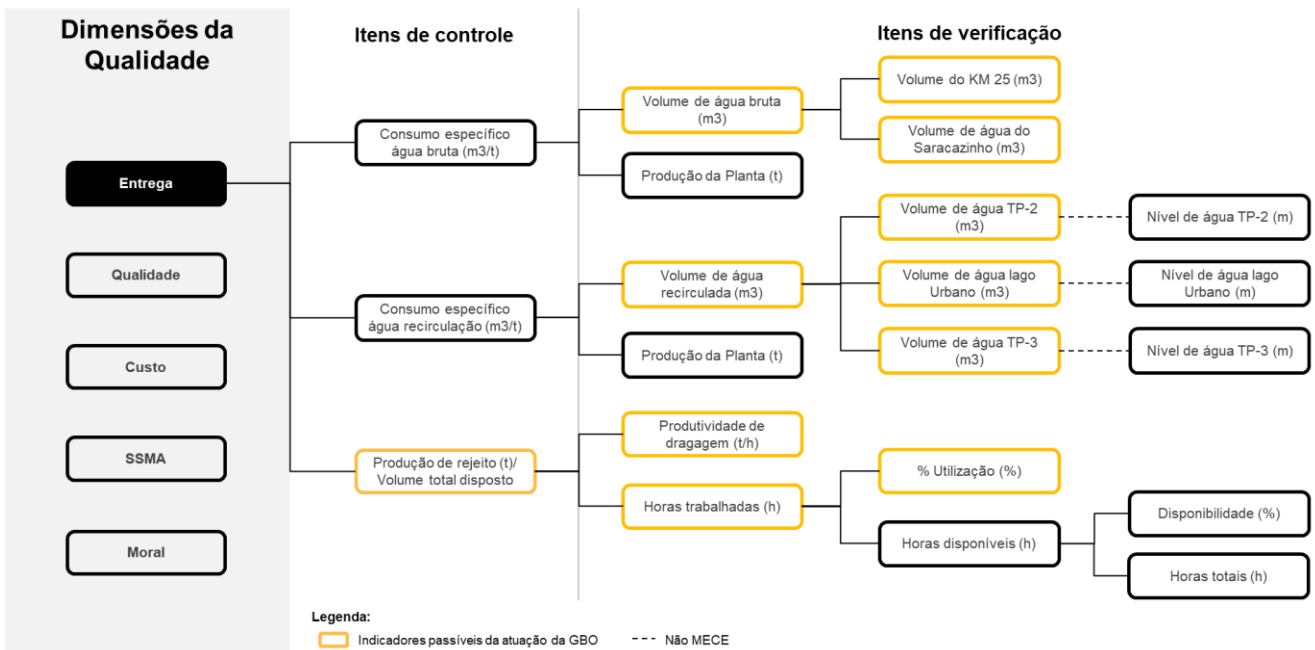 Dimensões da
Qualidade
Itens de controle
Itens de verificação
Entrega
Qualidade
Custo
SSMA
Moral
Consumo específico
água bruta (m3/t)
Consumo específico
água recirculação (m3/t)
Produção de rejeito (t)/
Volume total disposto
Volume de água bruta
(m3)
Produção da Planta (t)
Volume de água
recirculada (m3)
Produção da Planta (t)
Produtividade de
dragagem (t/h)
Horas trabalhadas (h)
Volume do KM 25 (m3)
Volume de água do
Saracazinho (m3)
Volume de água TP-2
(m3)
Volume de água lago
Urbano (m3)
Volume de água TP-3
(m3)
% Utilização (%)
Horas disponíveis (h)
Nível de água TP-2 (m)
Nível de água lago
Urbano (m)
Nível de água TP-3 (m)
Disponibilidade (%)
Horas totais (h)
Legenda:
Indicadores passíveis da atuação da GBO
Não MECE